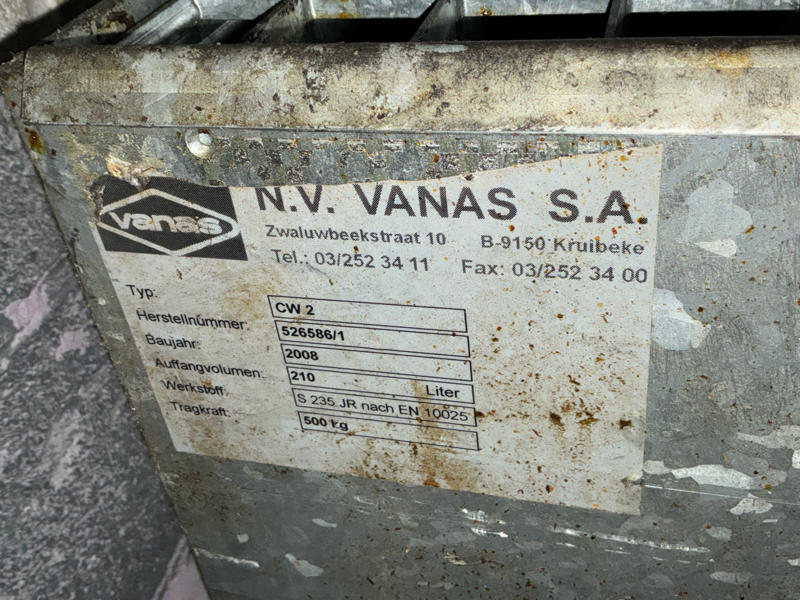 vanas
N.V. VANAS S.A.
Zwaluwbeekstraat 10 B-9150 Kruibeke
Tel.: 03/252 34 11 Fax: 03/252 34 00
Typ: CW 2
Herstellnümmer: 526586/1
Baujahr: 2008
Auffangvolumen: 210 Liter
Werkstoff: S 235 JR nach EN 10025
Tragkraft: 500 kg